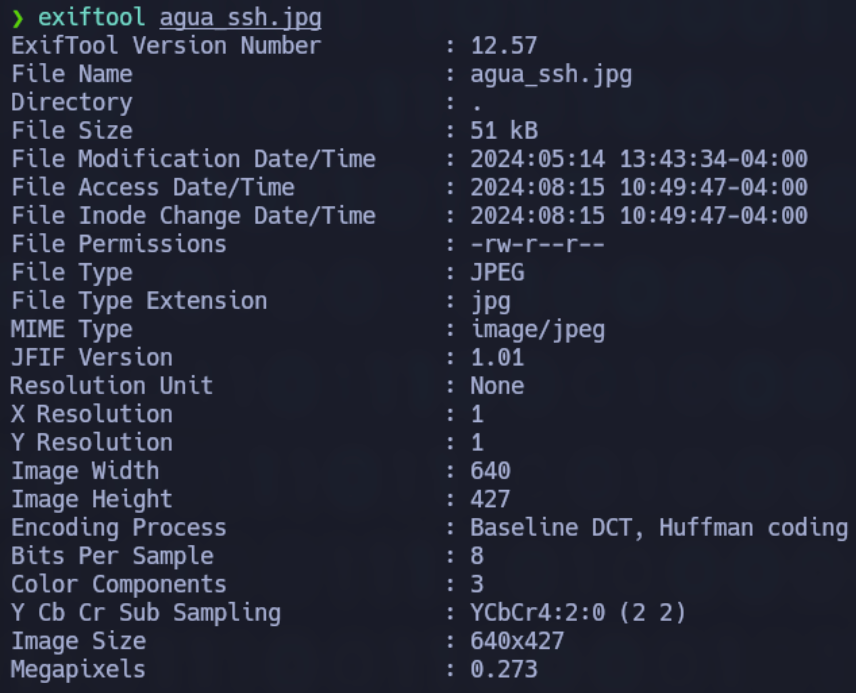 ❯ exiftool agua_ssh.jpg
ExifTool Version Number         : 12.57
File Name                       : agua_ssh.jpg
Directory                       : .
File Size                       : 51 kB
File Modification Date/Time     : 2024:05:14 13:43:34-04:00
File Access Date/Time           : 2024:08:15 10:49:47-04:00
File Inode Change Date/Time     : 2024:08:15 10:49:47-04:00
File Permissions                : -rw-r--r--
File Type                       : JPEG
File Type Extension             : jpg
MIME Type                       : image/jpeg
JFIF Version                    : 1.01
Resolution Unit                 : None
X Resolution                    : 1
Y Resolution                    : 1
Image Width                     : 640
Image Height                    : 427
Encoding Process                : Baseline DCT, Huffman coding
Bits Per Sample                 : 8
Color Components                : 3
Y Cb Cr Sub Sampling            : YCbCr4:2:0 (2 2)
Image Size                      : 640x427
Megapixels                      : 0.273